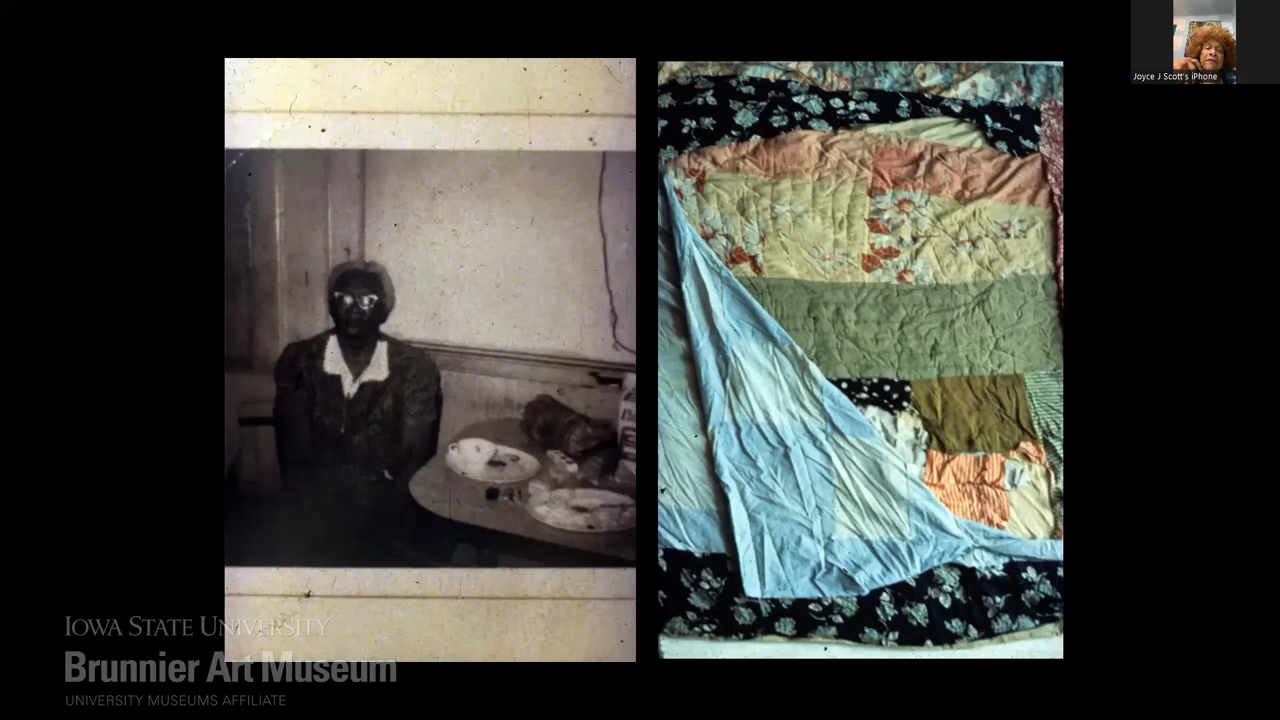 Joyce J Scott's iPhone
IOWA STATE UNIVERSITY
Brunnier Art Museum
UNIVERSITY MUSEUMS AFFILIATE